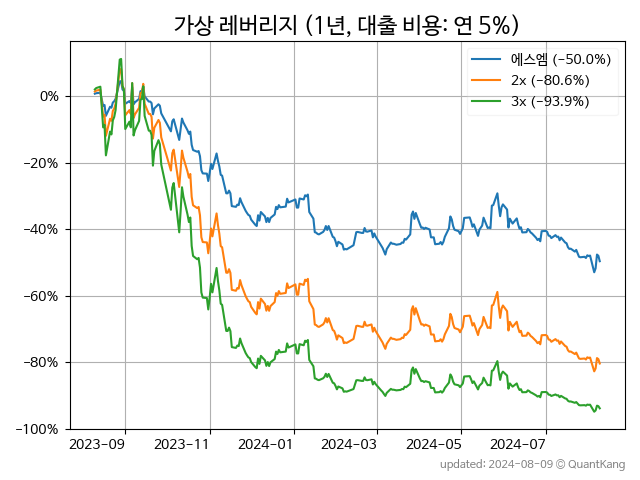 가상 레버리지 (1년, 대출 비용: 연 5%)
에스엠 (−50.0%)
2x (−80.6%)
3x (−93.9%)
0%
−20%
−40%
−60%
−80%
−100%
2023-09 2023-11 2024-01 2024-03 2024-05 2024-07
updated: 2024-08-09 © QuantKang